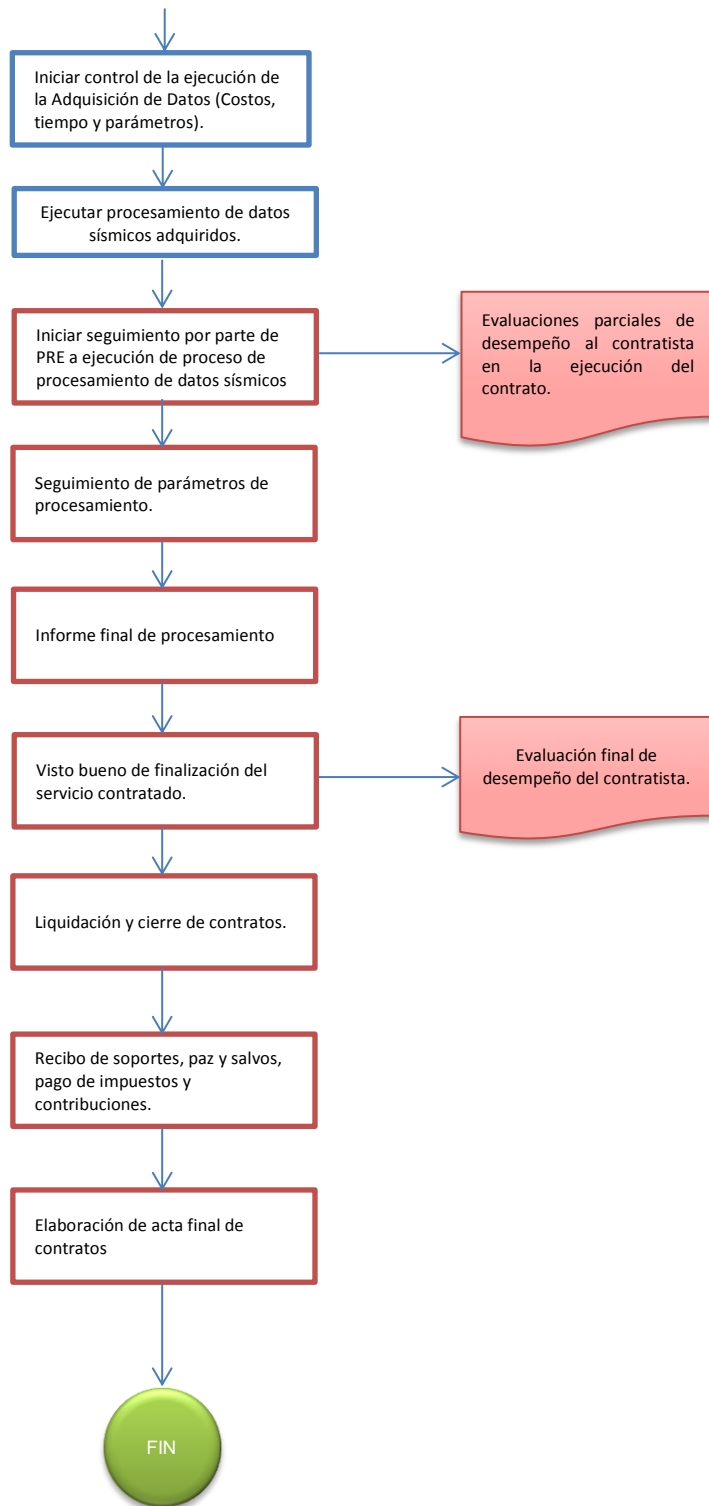 Iniciar control de la ejecución de
la Adquisición de Datos (Costos,
tiempo y parámetros).
Ejecutar procesamiento de datos
sísmicos adquiridos.
Iniciar seguimiento por parte de
PRE a ejecución de proceso de
procesamiento de datos sísmicos
Evaluaciones parciales de
desempeño al contratista
en la ejecución del
contrato.
Seguimiento de parámetros de
procesamiento.
Informe final de procesamiento
Visto bueno de finalización del
servicio contratado.
Evaluación final de
desempeño del contratista.
Liquidación y cierre de contratos.
Recibo de soportes, paz y salvos,
pago de impuestos y
contribuciones.
Elaboración de acta final de
contratos
FIN